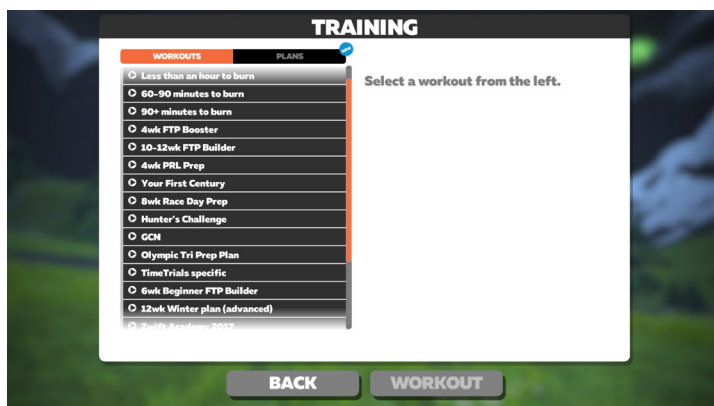 TRAINING
WORKOUTS PLANS NEW
Less than an hour to burn
Select a workout from the left.
60-90 minutes to burn
90+ minutes to burn
4wk FTP Booster
10-12wk FTP Builder
4wk PRL Prep
Your First Century
8wk Race Day Prep
Hunter's Challenge
GCN
Olympic Tri Prep Plan
TimeTrials specific
6wk Beginner FTP Builder
12wk Winter plan (advanced)
Zwift Academy 2017
BACK WORKOUT